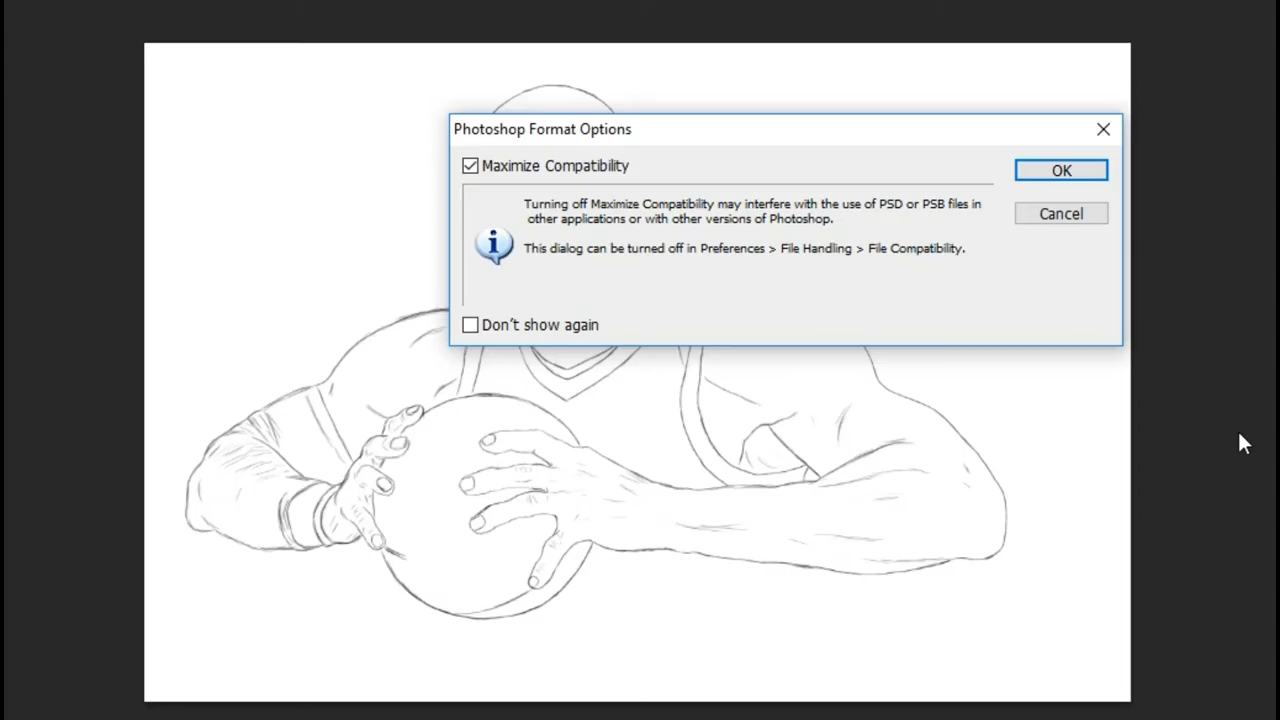 Photoshop Format Options
Maximize Compatibility
OK
Turning off Maximize Compatibility may interfere with the use of PSD or PSB files in
other applications or with other versions of Photoshop.
Cancel
This dialog can be turned off in Preferences > File Handling > File Compatibility.
Don't show again